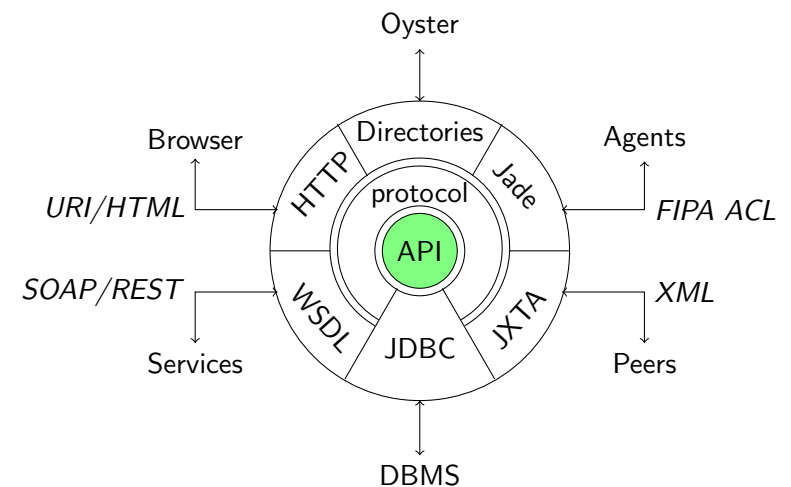 Oyster
Browser
Directories
Agents
HTTP
Jade
URI/HTML
protocol
FIPA ACL
API
SOAP/REST
XML
WSDL
JDBC
JXTA
Services
Peers
DBMS